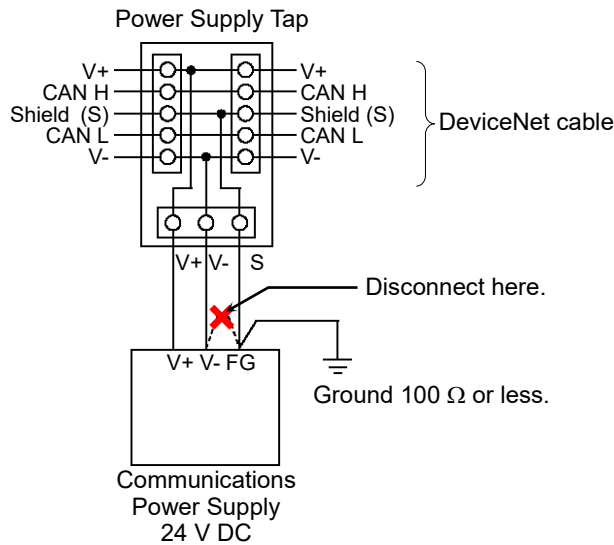 Power Supply Tap
V+ V+
CAN H CAN H
Shield (S) Shield (S)
CAN L CAN L
V- V-
DeviceNet cable
V+ V- S
Disconnect here.
V+ V- FG
Ground 100 Ω or less.
Communications
Power Supply
24 V DC